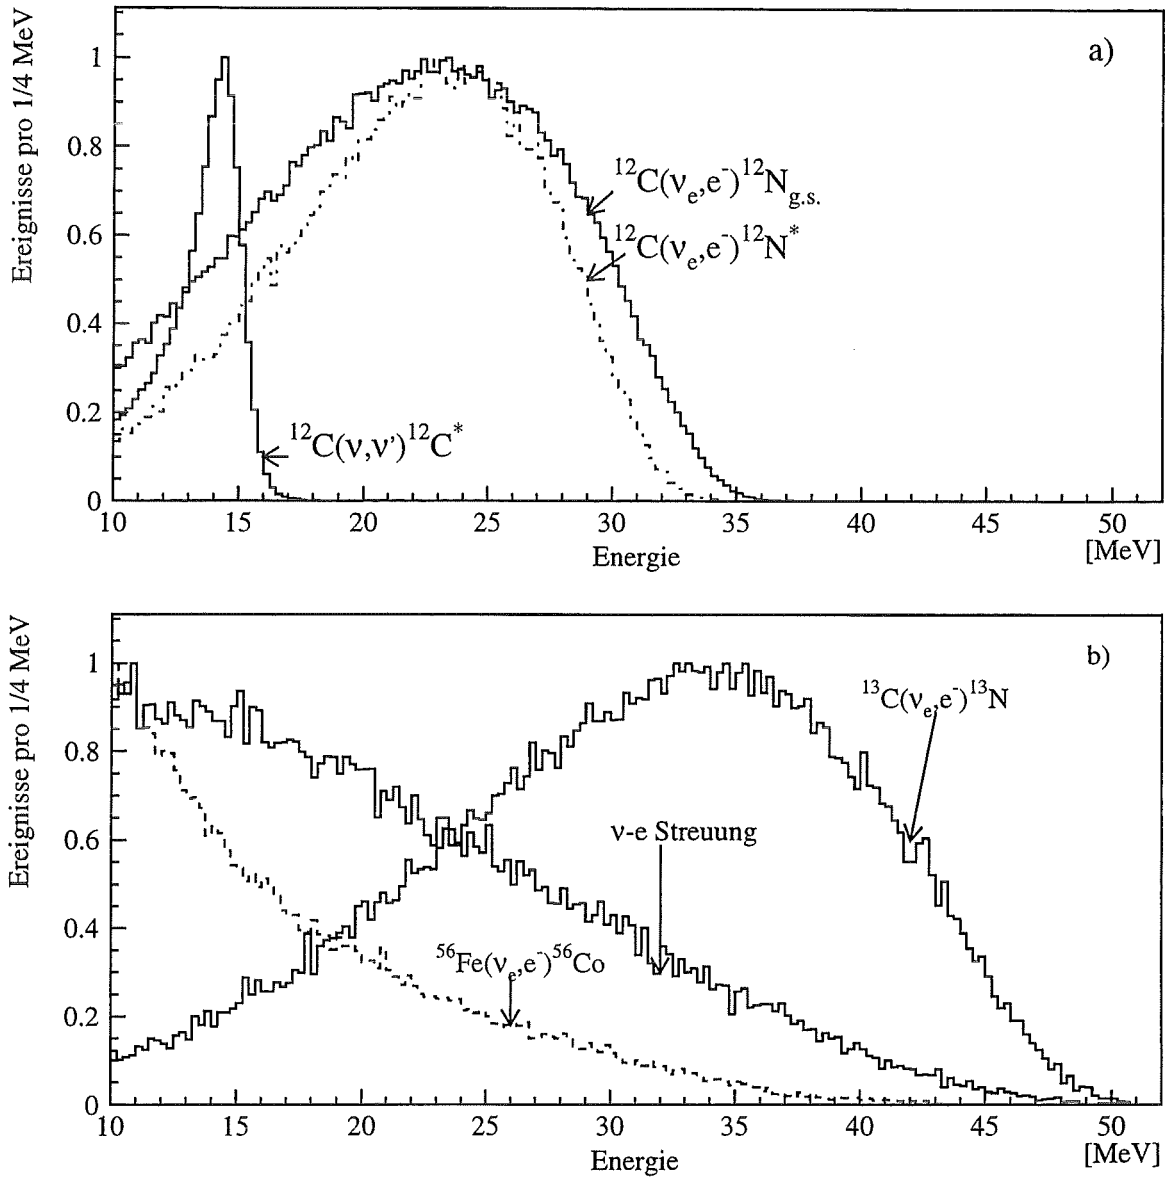 a)
Ereignisse pro 1/4 MeV
1
0.8
0.6
0.4
0.2
0
¹²C(νₑ,e⁻)¹²N_g.s.
¹²C(νₑ,e⁻)¹²N*
¹²C(ν,ν')¹²C*
10 15 20 25 30 35 40 45 50
Energie
[MeV]
b)
Ereignisse pro 1/4 MeV
1
0.8
0.6
0.4
0.2
0
¹³C(νₑ,e⁻)¹³N
ν-e Streuung
⁵⁶Fe(νₑ,e⁻)⁵⁶Co
10 15 20 25 30 35 40 45 50
Energie
[MeV]